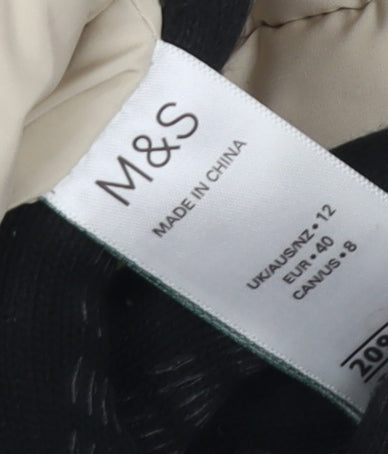 M&S
MADE IN CHINA
UK/AUS/NZ • 12
EUR • 40
CAN/US • 8